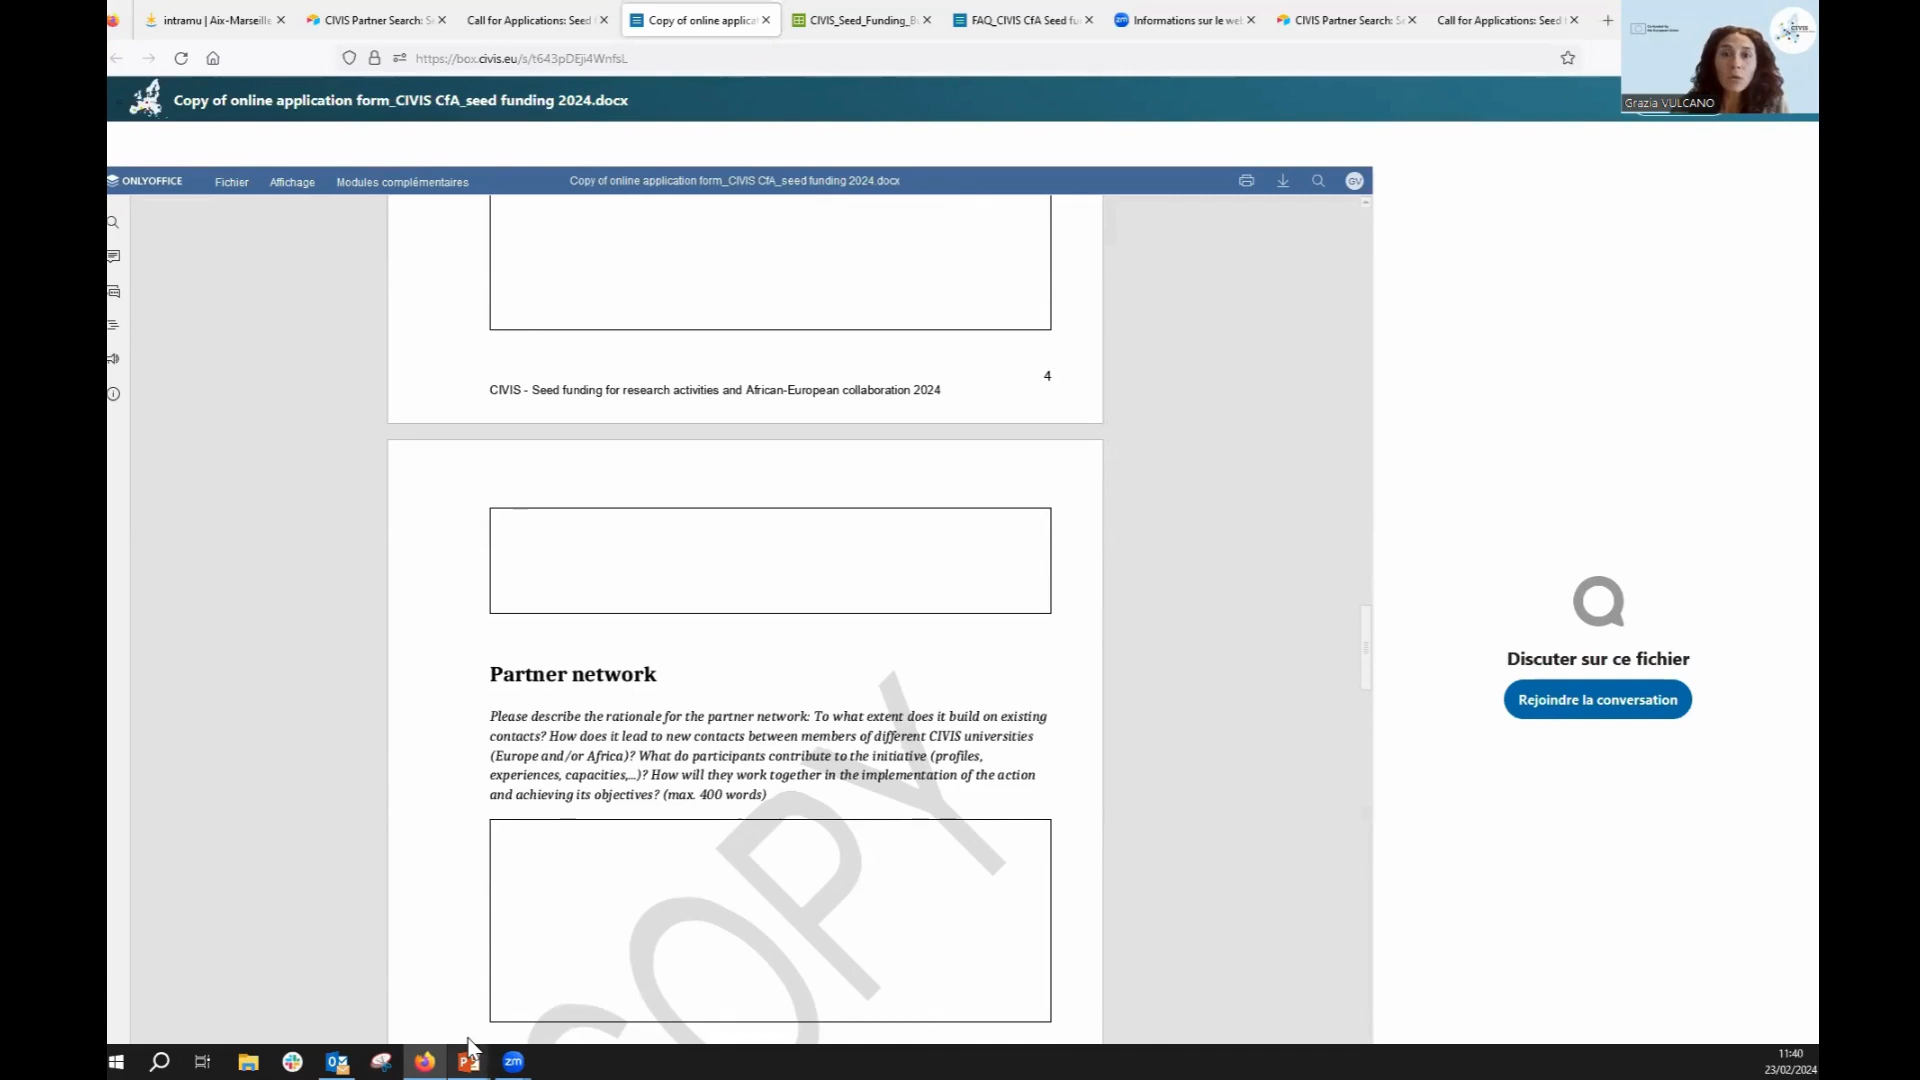 intramu | Aix-Marseille
CIVIS Partner Search: S
Call for Applications: Seed
Copy of online applica
CIVIS_Seed_Funding_B
FAQ_CIVIS CfA Seed fu
Informations sur le we
CIVIS Partner Search: S
Call for Applications: Seed
https://box.civis.eu/s/t643pDEji4WnfsL
Copy of online application form_CIVIS CfA_seed funding 2024.docx
CIVIS
Grazia VULCANO
ONLYOFFICE
Fichier
Affichage
Modules complémentaires
Copy of online application form_CIVIS CfA_seed funding 2024.docx
GV
4
CIVIS - Seed funding for research activities and African-European collaboration 2024
Partner network
Please describe the rationale for the partner network: To what extent does it build on existing
contacts? How does it lead to new contacts between members of different CIVIS universities
(Europe and/or Africa)? What do participants contribute to the initiative (profiles,
experiences, capacities,...)? How will they work together in the implementation of the action
and achieving its objectives? (max. 400 words)
COPY
Discuter sur ce fichier
Rejoindre la conversation
zm
11:40
23/02/2024